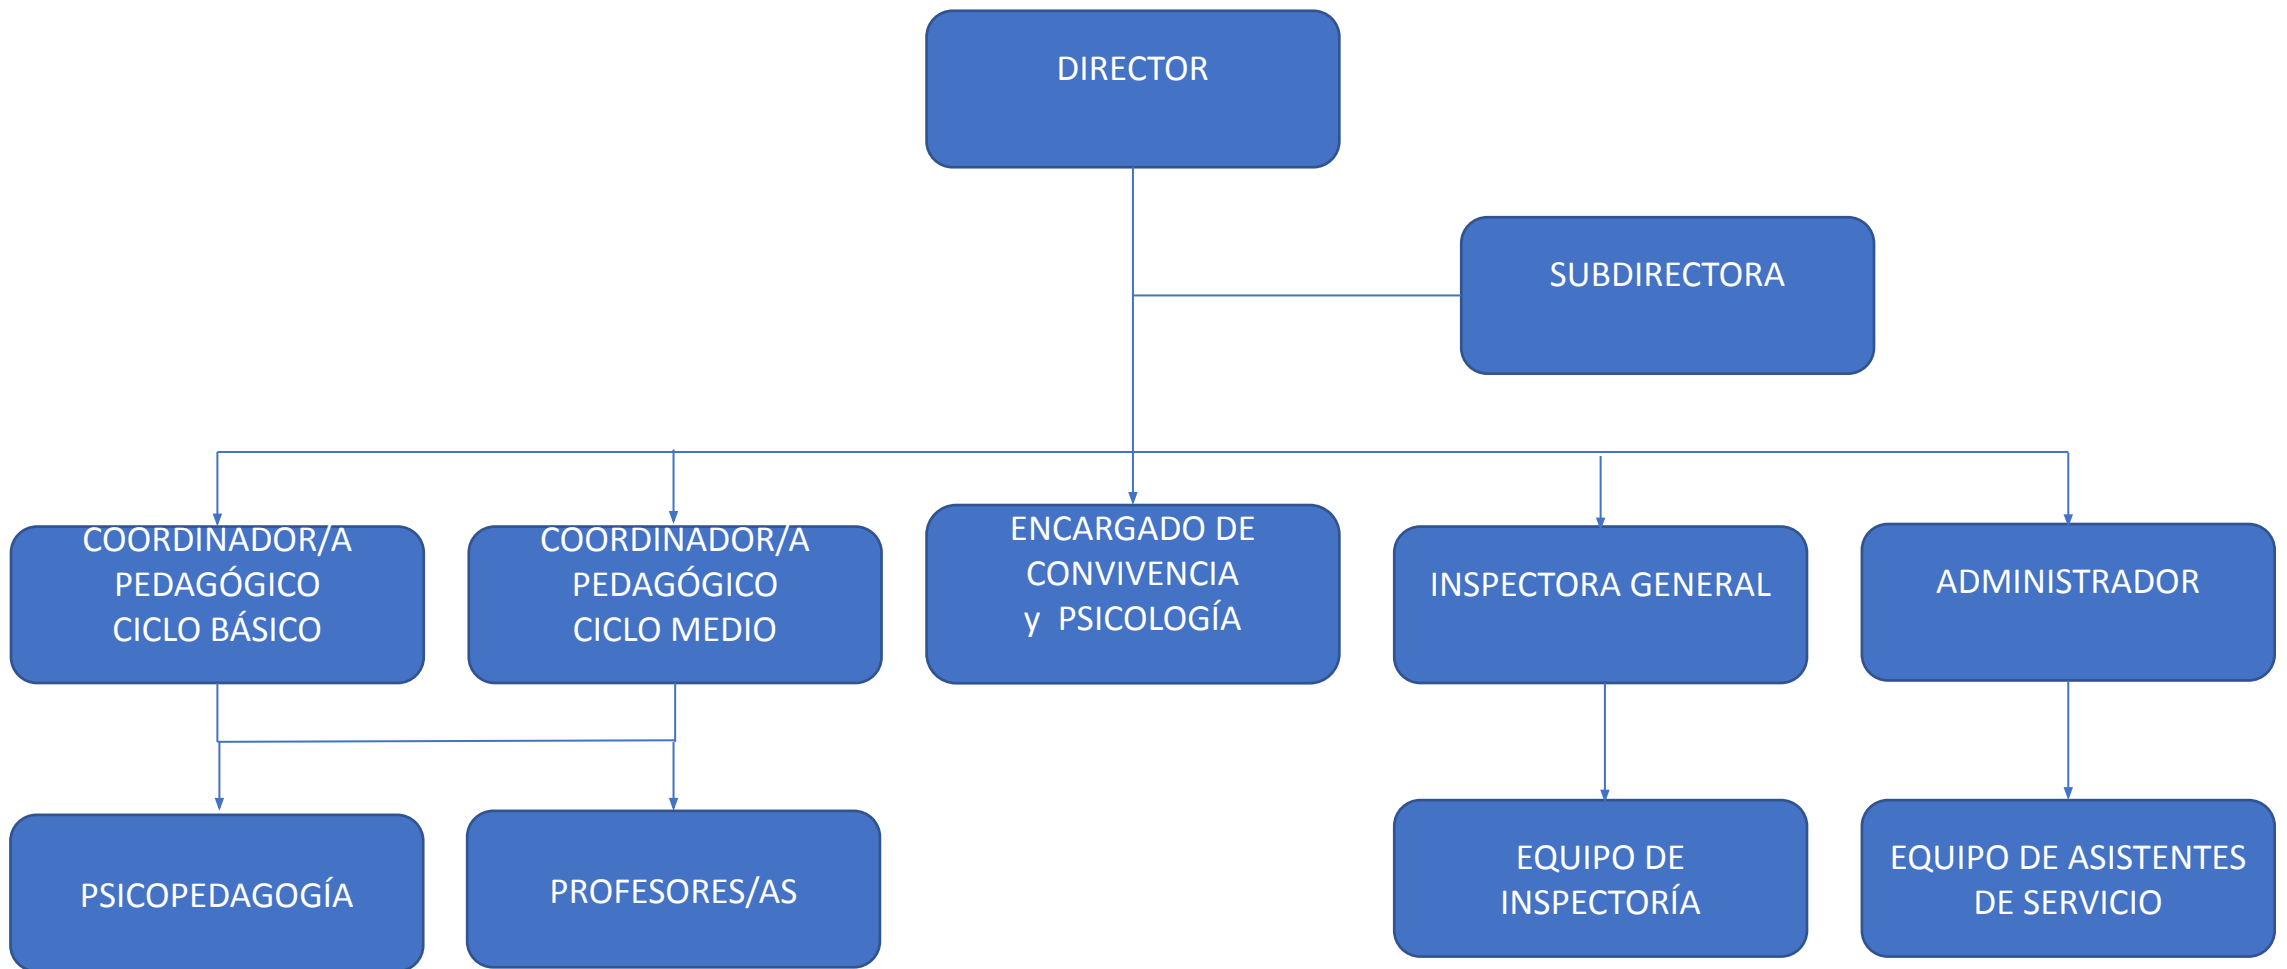 DIRECTOR
SUBDIRECTORA
COORDINADOR/A
PEDAGÓGICO
CICLO BÁSICO
COORDINADOR/A
PEDAGÓGICO
CICLO MEDIO
ENCARGADO DE
CONVIVENCIA
y PSICOLOGÍA
INSPECTORA GENERAL
ADMINISTRADOR
PSICOPEDAGOGÍA
PROFESORES/AS
EQUIPO DE
INSPECTORÍA
EQUIPO DE ASISTENTES
DE SERVICIO